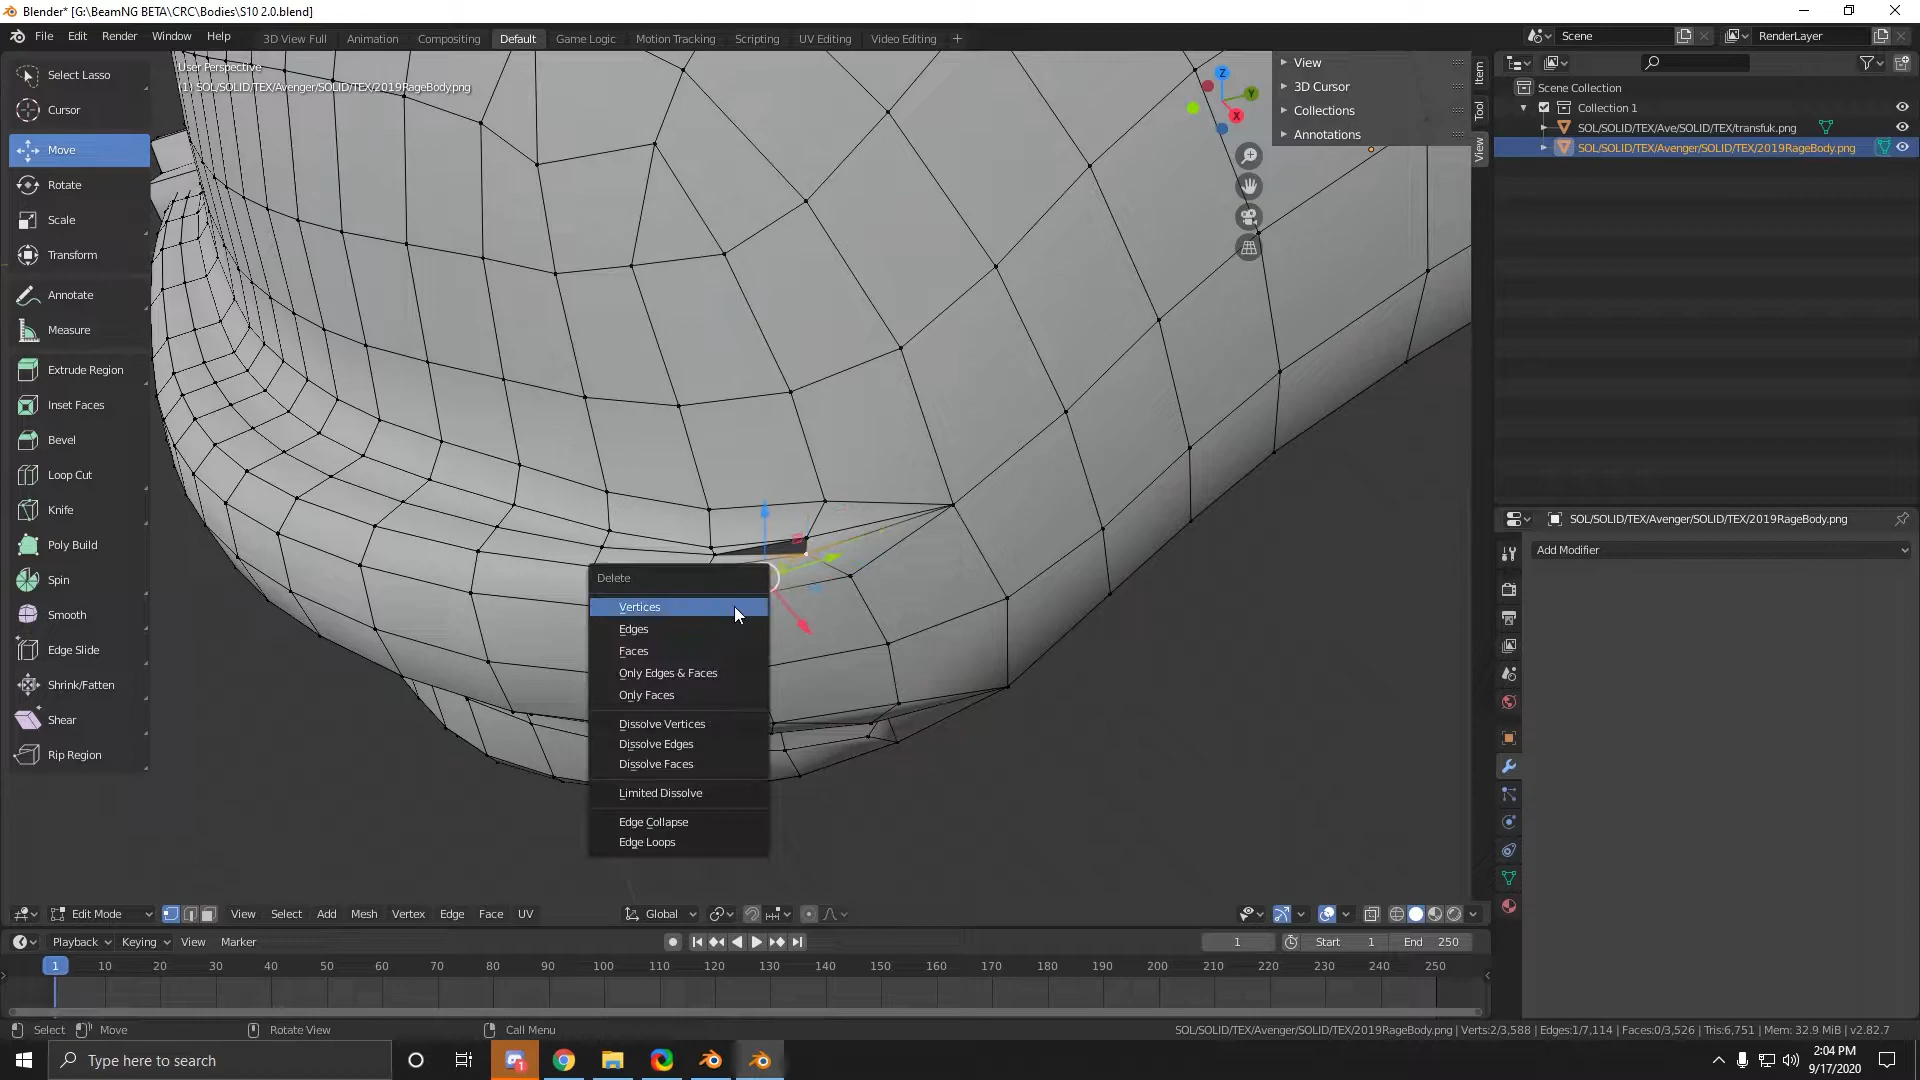 Blender* [G:\BeamNG BETA\CRC\Bodies\S10 2.0.blend]
File Edit Render Window Help
3D View Full Animation Compositing Default Game Logic Motion Tracking Scripting UV Editing Video Editing +
Scene RenderLayer
Select Lasso
Cursor
Move
Rotate
Scale
Transform
Annotate
Measure
Extrude Region
Inset Faces
Bevel
Loop Cut
Knife
Poly Build
Spin
Smooth
Edge Slide
Shrink/Fatten
Shear
Rip Region
User Perspective
(1) SOL/SOLID/TEX/Avenger/SOLID/TEX/2019RageBody.png
Z
Y
X
View
3D Cursor
Collections
Annotations
Item
Tool
View
Scene Collection
Collection 1
SOL/SOLID/TEX/Ave/SOLID/TEX/transfuk.png
SOL/SOLID/TEX/Avenger/SOLID/TEX/2019RageBody.png
SOL/SOLID/TEX/Avenger/SOLID/TEX/2019RageBody.png
Add Modifier
Delete
Vertices
Edges
Faces
Only Edges & Faces
Only Faces
Dissolve Vertices
Dissolve Edges
Dissolve Faces
Limited Dissolve
Edge Collapse
Edge Loops
Edit Mode View Select Add Mesh Vertex Edge Face UV Global
Playback Keying View Marker 1 Start 1 End 250
1 10 20 30 40 50 60 70 80 90 100 110 120 130 140 150 160 170 180 190 200 210 220 230 240 250
Select Move Rotate View Call Menu SOL/SOLID/TEX/Avenger/SOLID/TEX/2019RageBody.png | Verts:2/3,588 | Edges:1/7,114 | Faces:0/3,526 | Tris:6,751 | Mem: 32.9 MiB | v2.82.7
Type here to search
1
2:04 PM
9/17/2020